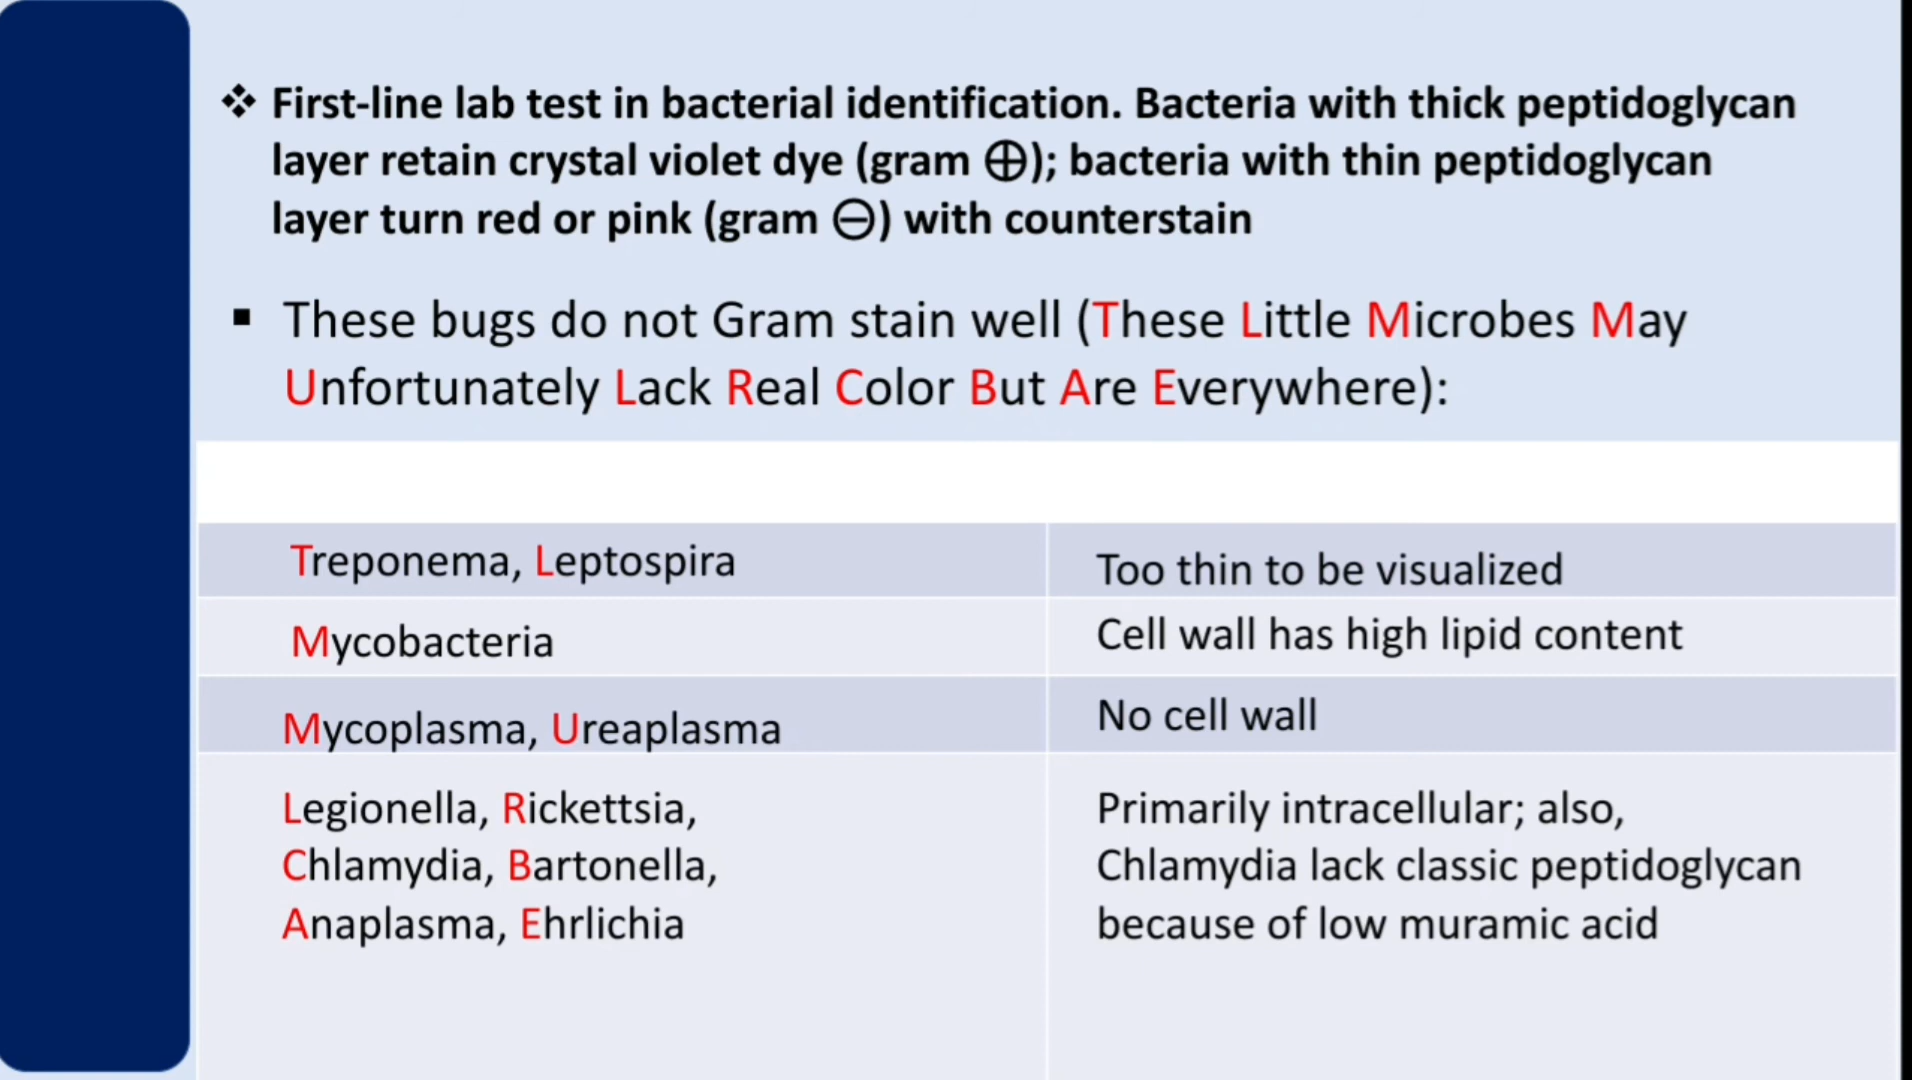 ❖ First-line lab test in bacterial identification. Bacteria with thick peptidoglycan
layer retain crystal violet dye (gram ⊕); bacteria with thin peptidoglycan
layer turn red or pink (gram ⊖) with counterstain
▪ These bugs do not Gram stain well (These Little Microbes May
Unfortunately Lack Real Color But Are Everywhere):
Treponema, Leptospira
Too thin to be visualized
Mycobacteria
Cell wall has high lipid content
Mycoplasma, Ureaplasma
No cell wall
Legionella, Rickettsia,
Chlamydia, Bartonella,
Anaplasma, Ehrlichia
Primarily intracellular; also,
Chlamydia lack classic peptidoglycan
because of low muramic acid